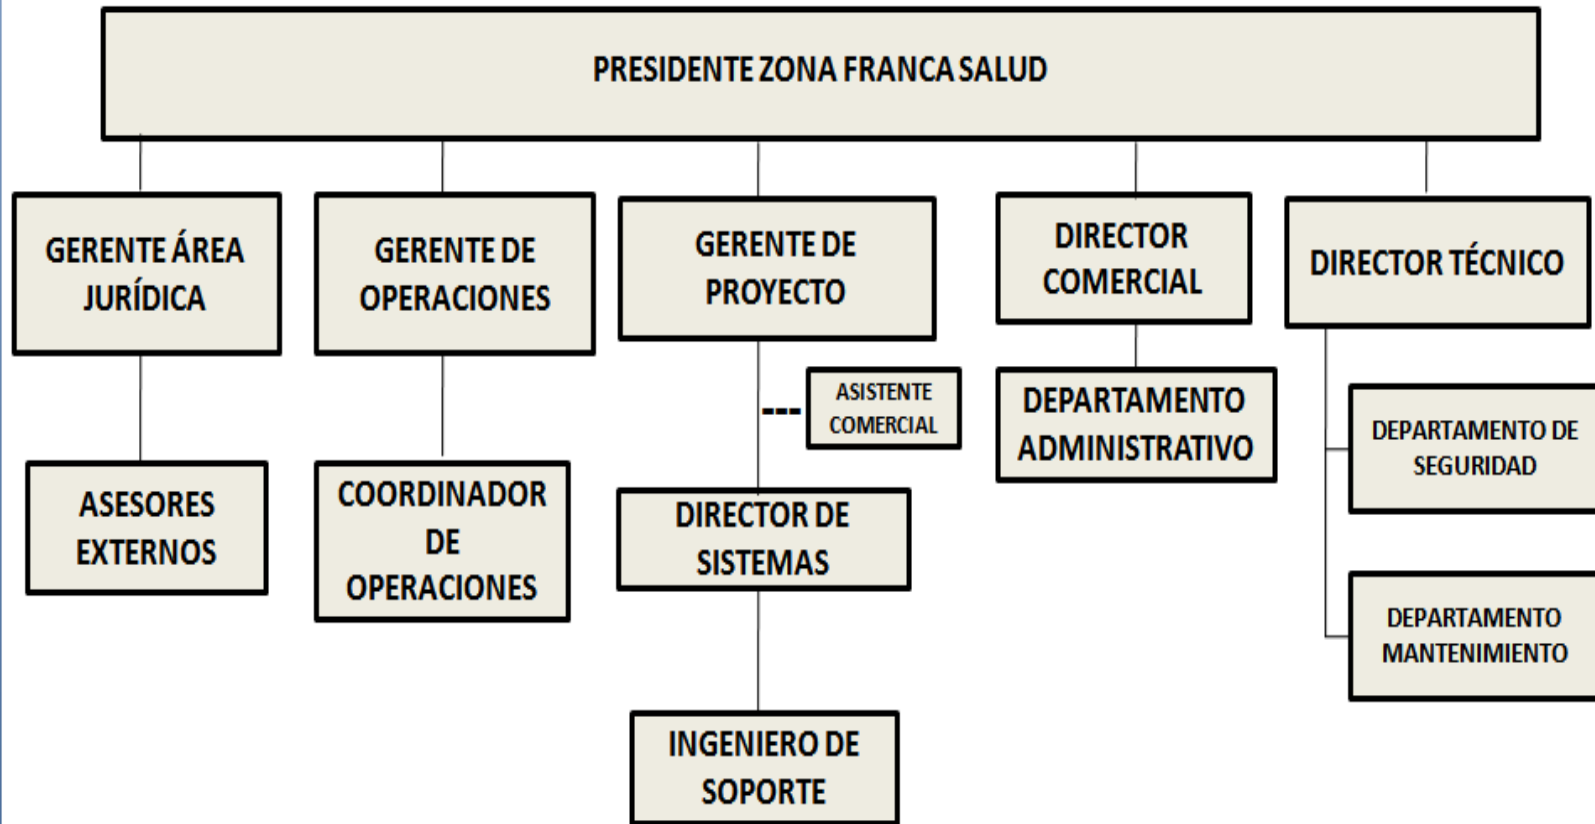 PRESIDENTE ZONA FRANCA SALUD
GERENTE ÁREA
JURÍDICA
GERENTE DE
OPERACIONES
GERENTE DE
PROYECTO
DIRECTOR
COMERCIAL
DIRECTOR TÉCNICO
ASISTENTE
COMERCIAL
DEPARTAMENTO
ADMINISTRATIVO
DEPARTAMENTO DE
SEGURIDAD
ASESORES
EXTERNOS
COORDINADOR
DE
OPERACIONES
DIRECTOR DE
SISTEMAS
DEPARTAMENTO
MANTENIMIENTO
INGENIERO DE
SOPORTE